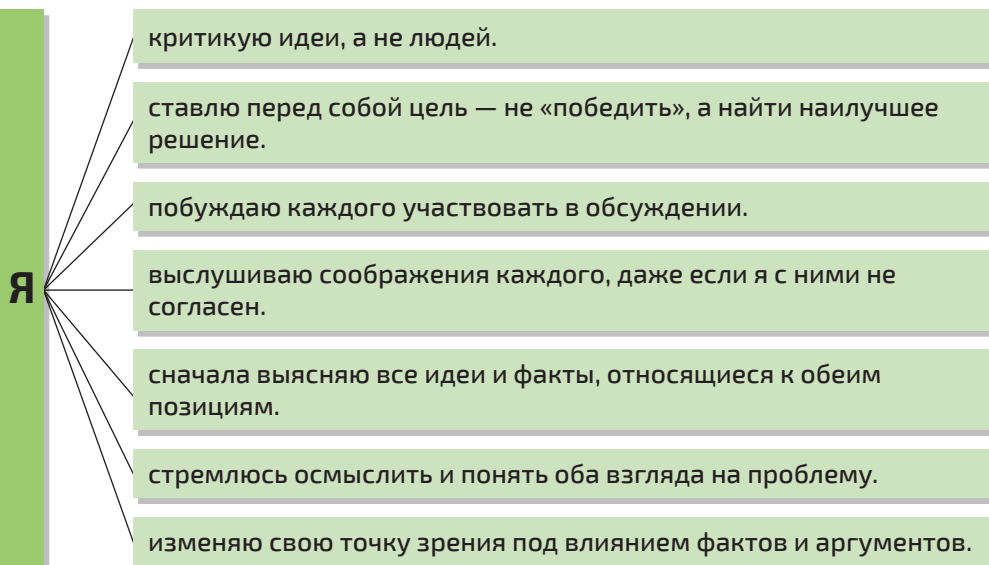 критикую идеи, а не людей.
ставлю перед собой цель — не «победить», а найти наилучшее
решение.
побуждаю каждого участвовать в обсуждении.
Я
выслушиваю соображения каждого, даже если я с ними не
согласен.
сначала выясняю все идеи и факты, относящиеся к обеим
позициям.
стремлюсь осмыслить и понять оба взгляда на проблему.
изменяю свою точку зрения под влиянием фактов и аргументов.